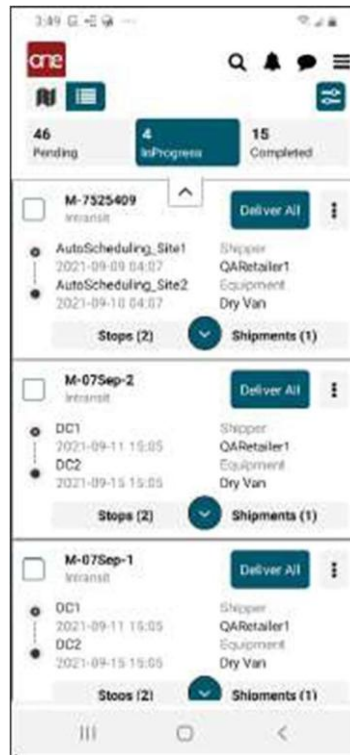 3:49
one
46
Pending
4
InProgress
15
Completed
M-7525409
Intransit
Deliver All
AutoScheduling_Site1
2021-09-09 04:07
AutoScheduling_Site2
2021-09-10 04:07
Shipper
QARetailer1
Equipment
Dry Van
Stops (2)
Shipments (1)
M-07Sep-2
Intransit
Deliver All
DC1
2021-09-11 15:05
DC2
2021-09-15 15:05
Shipper
QARetailer1
Equipment
Dry Van
Stops (2)
Shipments (1)
M-07Sep-1
Intransit
Deliver All
DC1
2021-09-11 15:05
DC2
2021-09-15 15:05
Shipper
QARetailer1
Equipment
Dry Van
Stops (2)
Shipments (1)